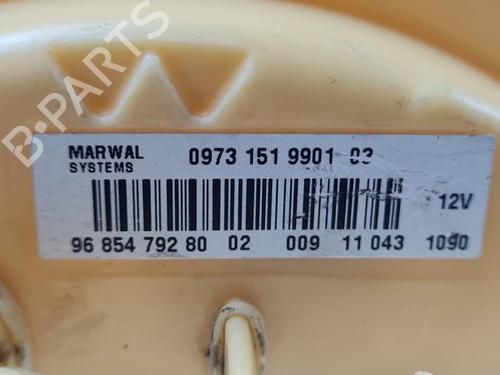 MARWAL
SYSTEMS
0973 151 9901 03
12V
96 854 792 80 02 009 11 043 1090
B-PARTS